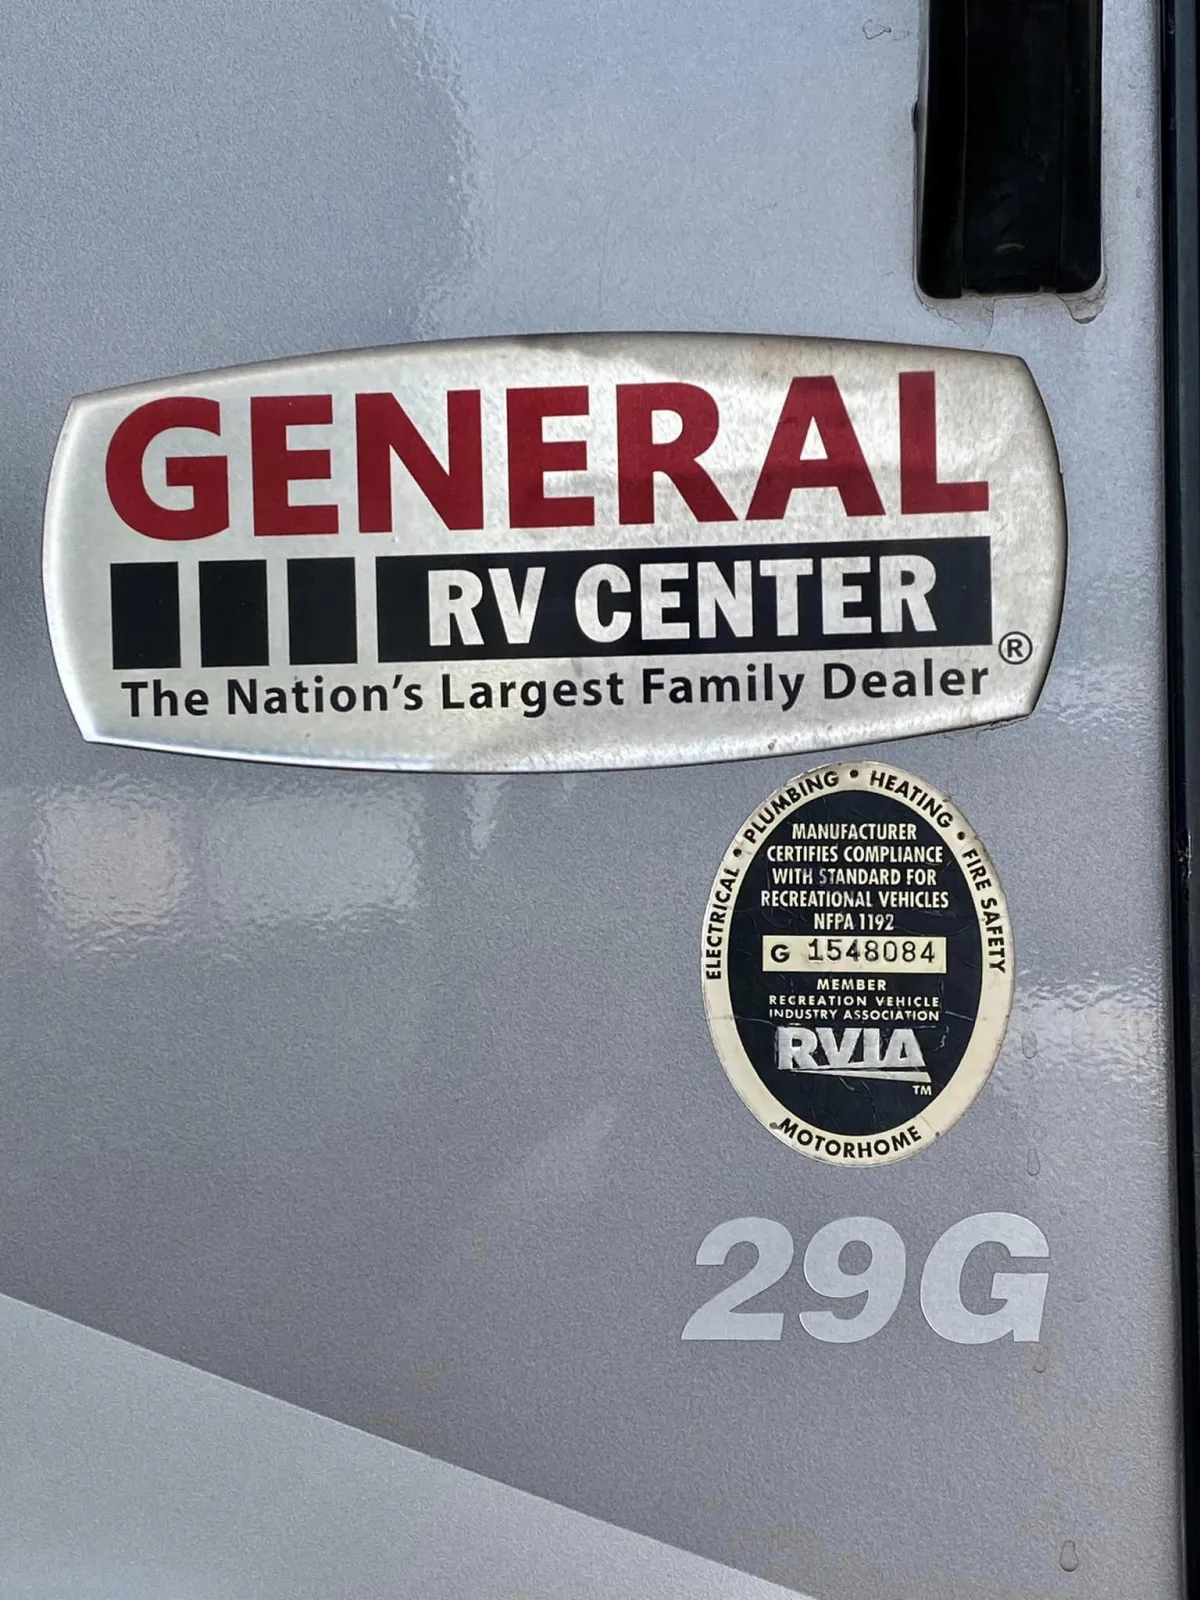 GENERAL
RV CENTER
The Nation's Largest Family Dealer ®
ELECTRICAL • PLUMBING • HEATING • FIRE SAFETY
MANUFACTURER
CERTIFIES COMPLIANCE
WITH STANDARD FOR
RECREATIONAL VEHICLES
NFPA 1192
G 1548084
MEMBER
RECREATION VEHICLE
INDUSTRY ASSOCIATION
RVIA
TM
MOTORHOME
29G